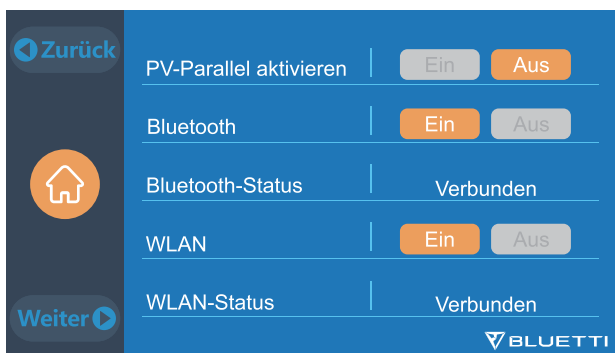 Zurück
PV-Parallel aktivieren Ein Aus
Bluetooth Ein Aus
Bluetooth-Status Verbunden
WLAN Ein Aus
WLAN-Status Verbunden
Weiter
BLUETTI